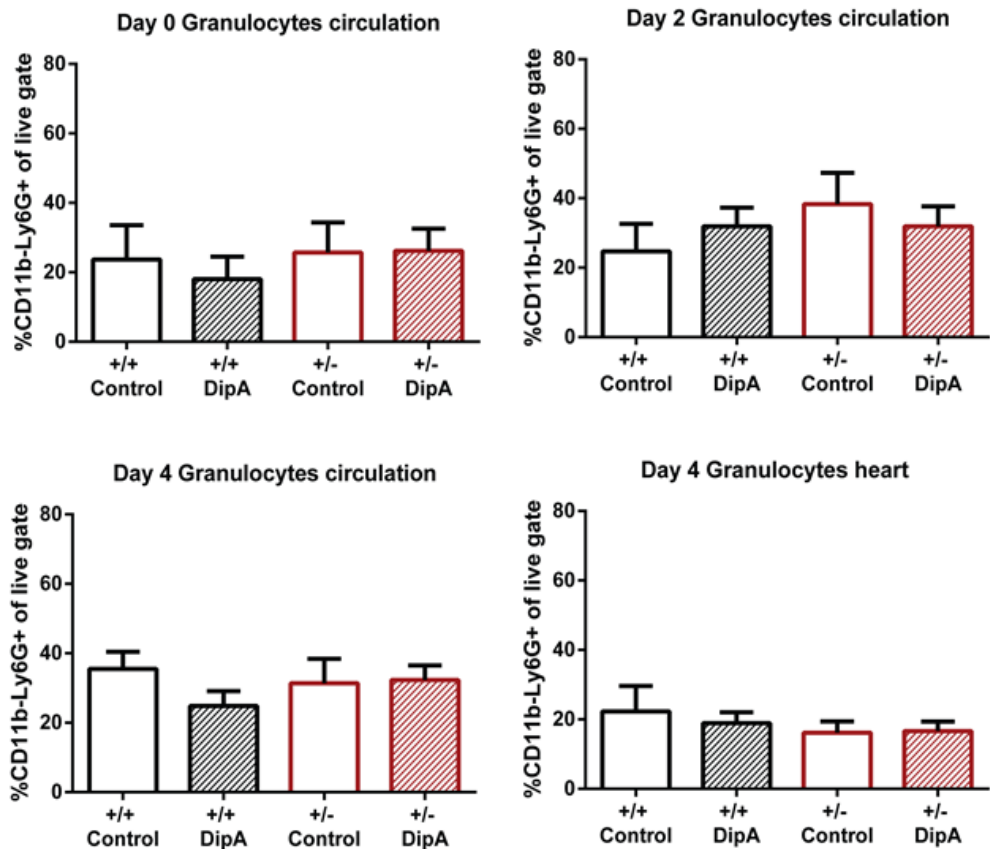 Day 0 Granulocytes circulation
%CD11b-Ly6G+ of live gate
80
60
40
20
0
+/+ +/+ +/- +/-
Control DipA Control DipA
Day 2 Granulocytes circulation
%CD11b-Ly6G+ of live gate
80
60
40
20
0
+/+ +/+ +/- +/-
Control DipA Control DipA
Day 4 Granulocytes circulation
%CD11b-Ly6G+ of live gate
80
60
40
20
0
+/+ +/+ +/- +/-
Control DipA Control DipA
Day 4 Granulocytes heart
%CD11b-Ly6G+ of live gate
80
60
40
20
0
+/+ +/+ +/- +/-
Control DipA Control DipA